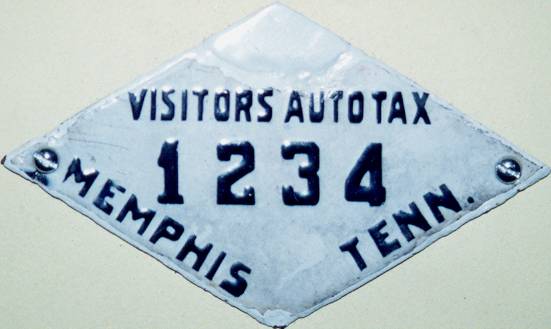 VISITORS AUTO TAX
1234
MEMPHIS TENN.